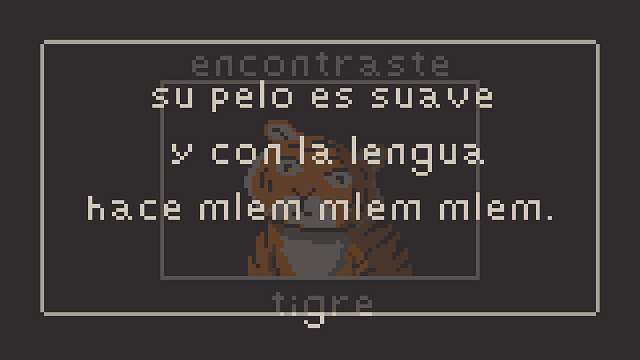 encontraste
su pelo es suave
y con la lengua
hace mlem mlem mlem.
tigre